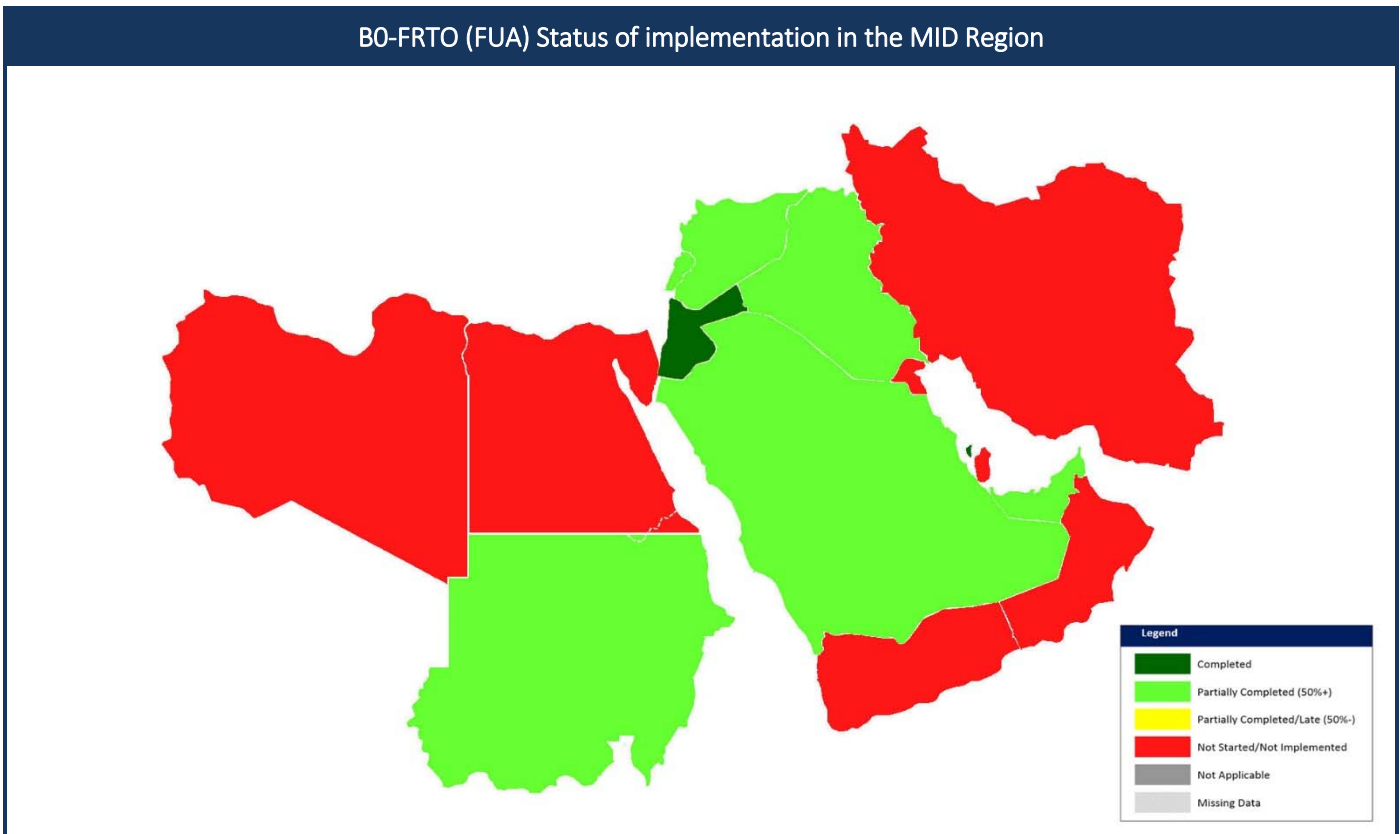 B0-FRTO (FUA) Status of implementation in the MID Region
Legend
Completed
Partially Completed (50%+)
Partially Completed/Late (50%-)
Not Started/Not Implemented
Not Applicable
Missing Data